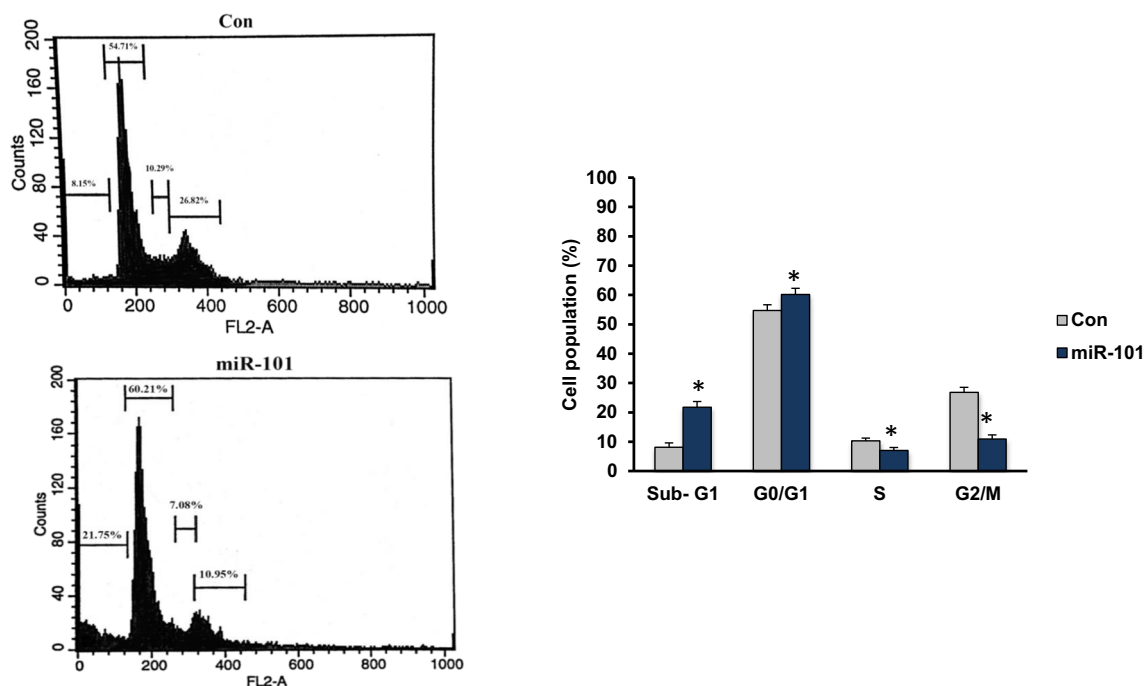 Con
200
160
120
80
40
0
Counts
54.71%
8.15%
10.29%
26.82%
0 200 400 600 800 1000
FL2-A
miR-101
200
160
120
80
40
0
Counts
60.21%
21.75%
7.08%
10.95%
0 200 400 600 800 1000
FL2-A
100
90
80
70
60
50
40
30
20
10
0
Cell population (%)
*
*
*
*
Sub- G1 G0/G1 S G2/M
Con
miR-101